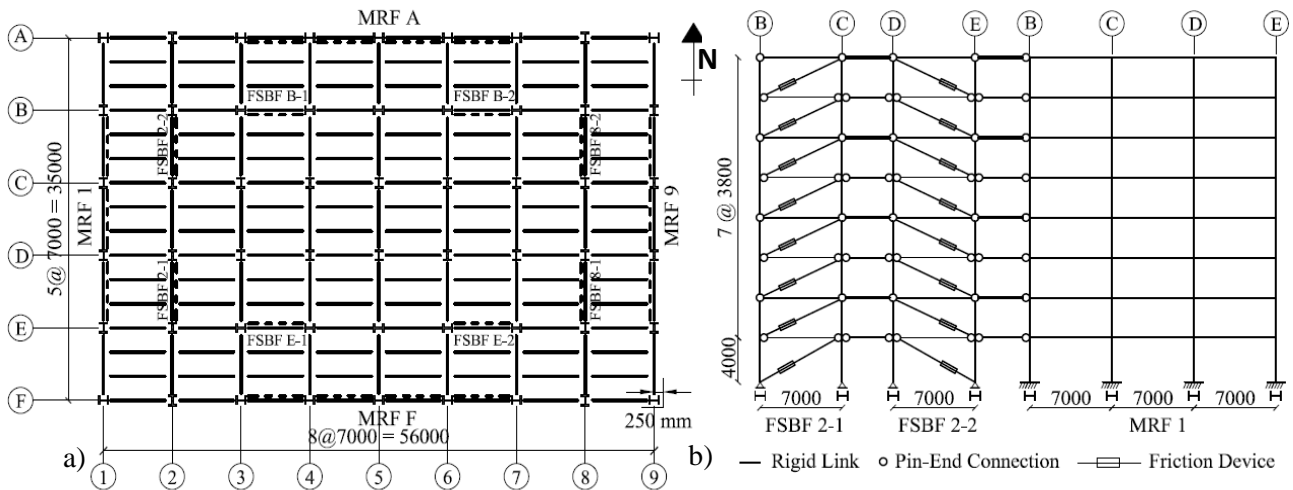 MRF A
A
B
C
D
E
F
5@ 7000 = 35000
MRF 1
FSBF B-1
FSBF B-2
FSBF 2-2
FSBF 8-2
FSBF 2-1
FSBF 8-1
FSBF E-1
FSBF E-2
MRF 9
N
MRF F
8@7000 = 56000
250 mm
a)
1
2
3
4
5
6
7
8
9
B
C
D
E
B
C
D
E
7 @ 3800
4000
7000
7000
7000
7000
7000
FSBF 2-1
FSBF 2-2
MRF 1
b)
Rigid Link
Pin-End Connection
Friction Device